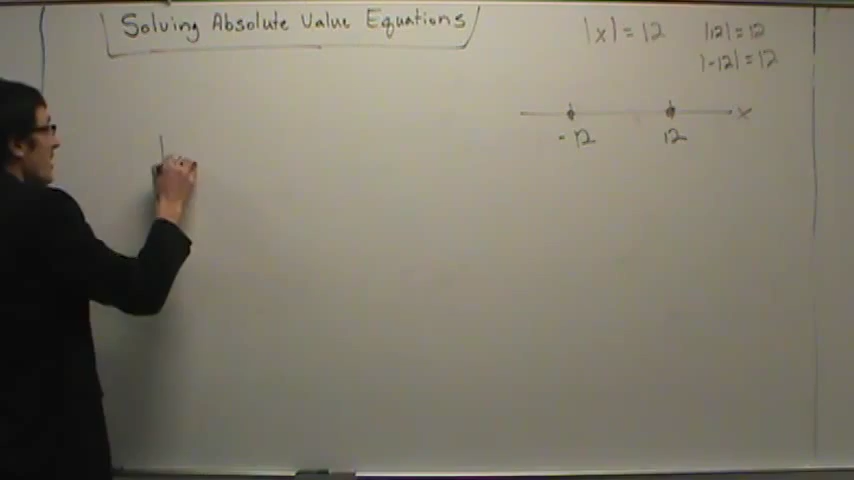 Solving Absolute Value Equations
|x| = 12
|12| = 12
|-12| = 12
-12 12 x